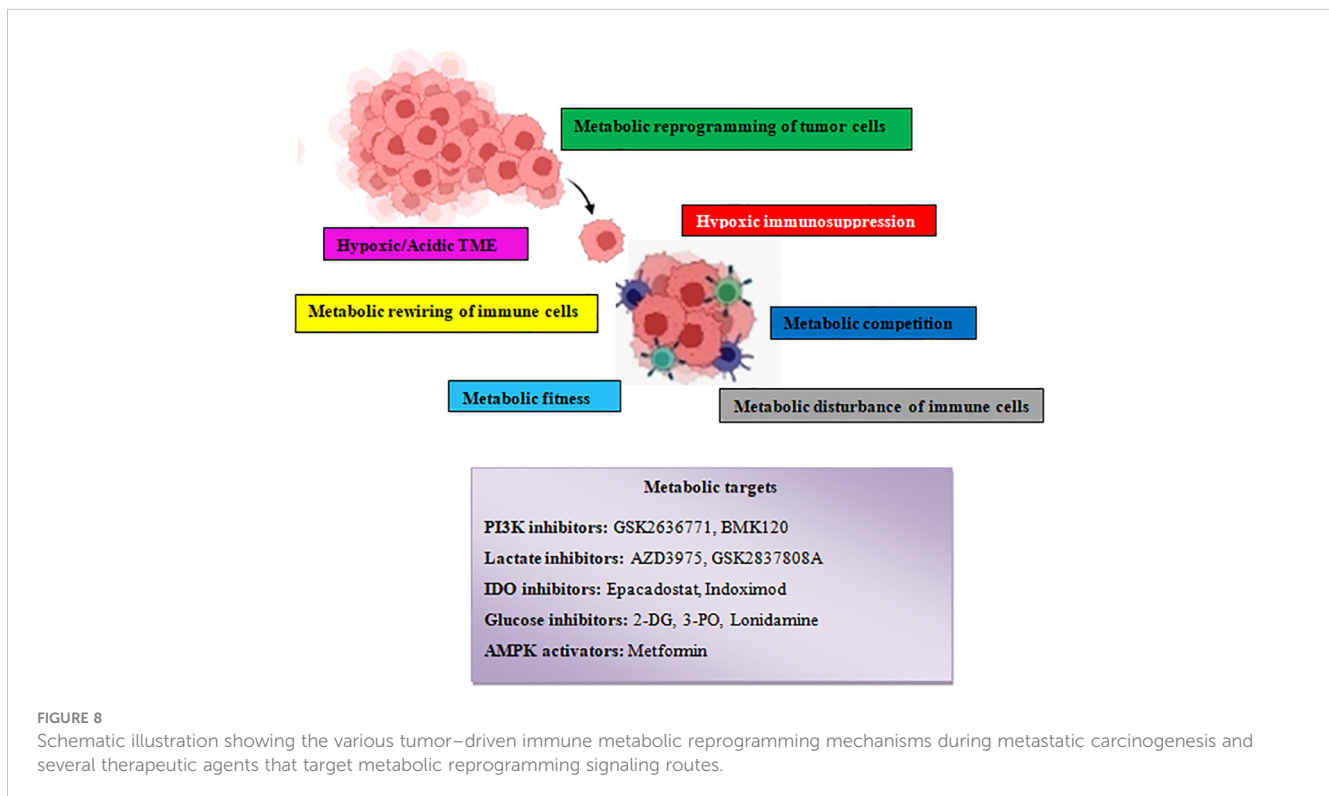 Metabolic reprogramming of tumor cells
Hypoxic immunosuppression
Hypoxic/Acidic TME
Metabolic rewiring of immune cells
Metabolic competition
Metabolic fitness
Metabolic disturbance of immune cells
Metabolic targets
PI3K inhibitors: GSK2636771, BMK120
Lactate inhibitors: AZD3975, GSK2837808A
IDO inhibitors: Epacadostat, Indoximod
Glucose inhibitors: 2-DG, 3-PO, Lonidamine
AMPK activators: Metformin
FIGURE 8
Schematic illustration showing the various tumor–driven immune metabolic reprogramming mechanisms during metastatic carcinogenesis and
several therapeutic agents that target metabolic reprogramming signaling routes.